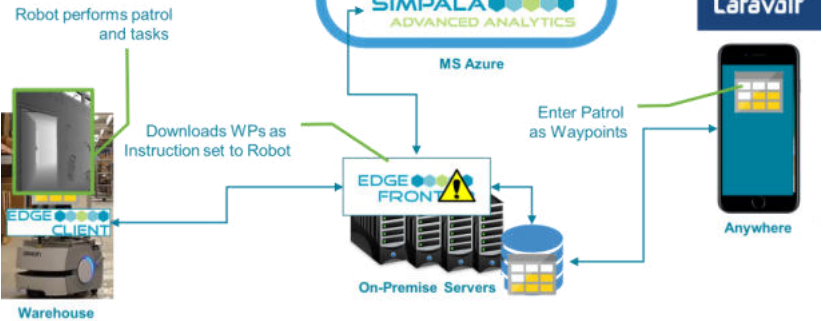 SIMPALA
ADVANCED ANALYTICS
Laravoir
Robot performs patrol
and tasks
MS Azure
Enter Patrol
as Waypoints
Downloads WPs as
Instruction set to Robot
EDGE
FRONT
EDGE
CLIENT
Anywhere
On-Premise Servers
Warehouse